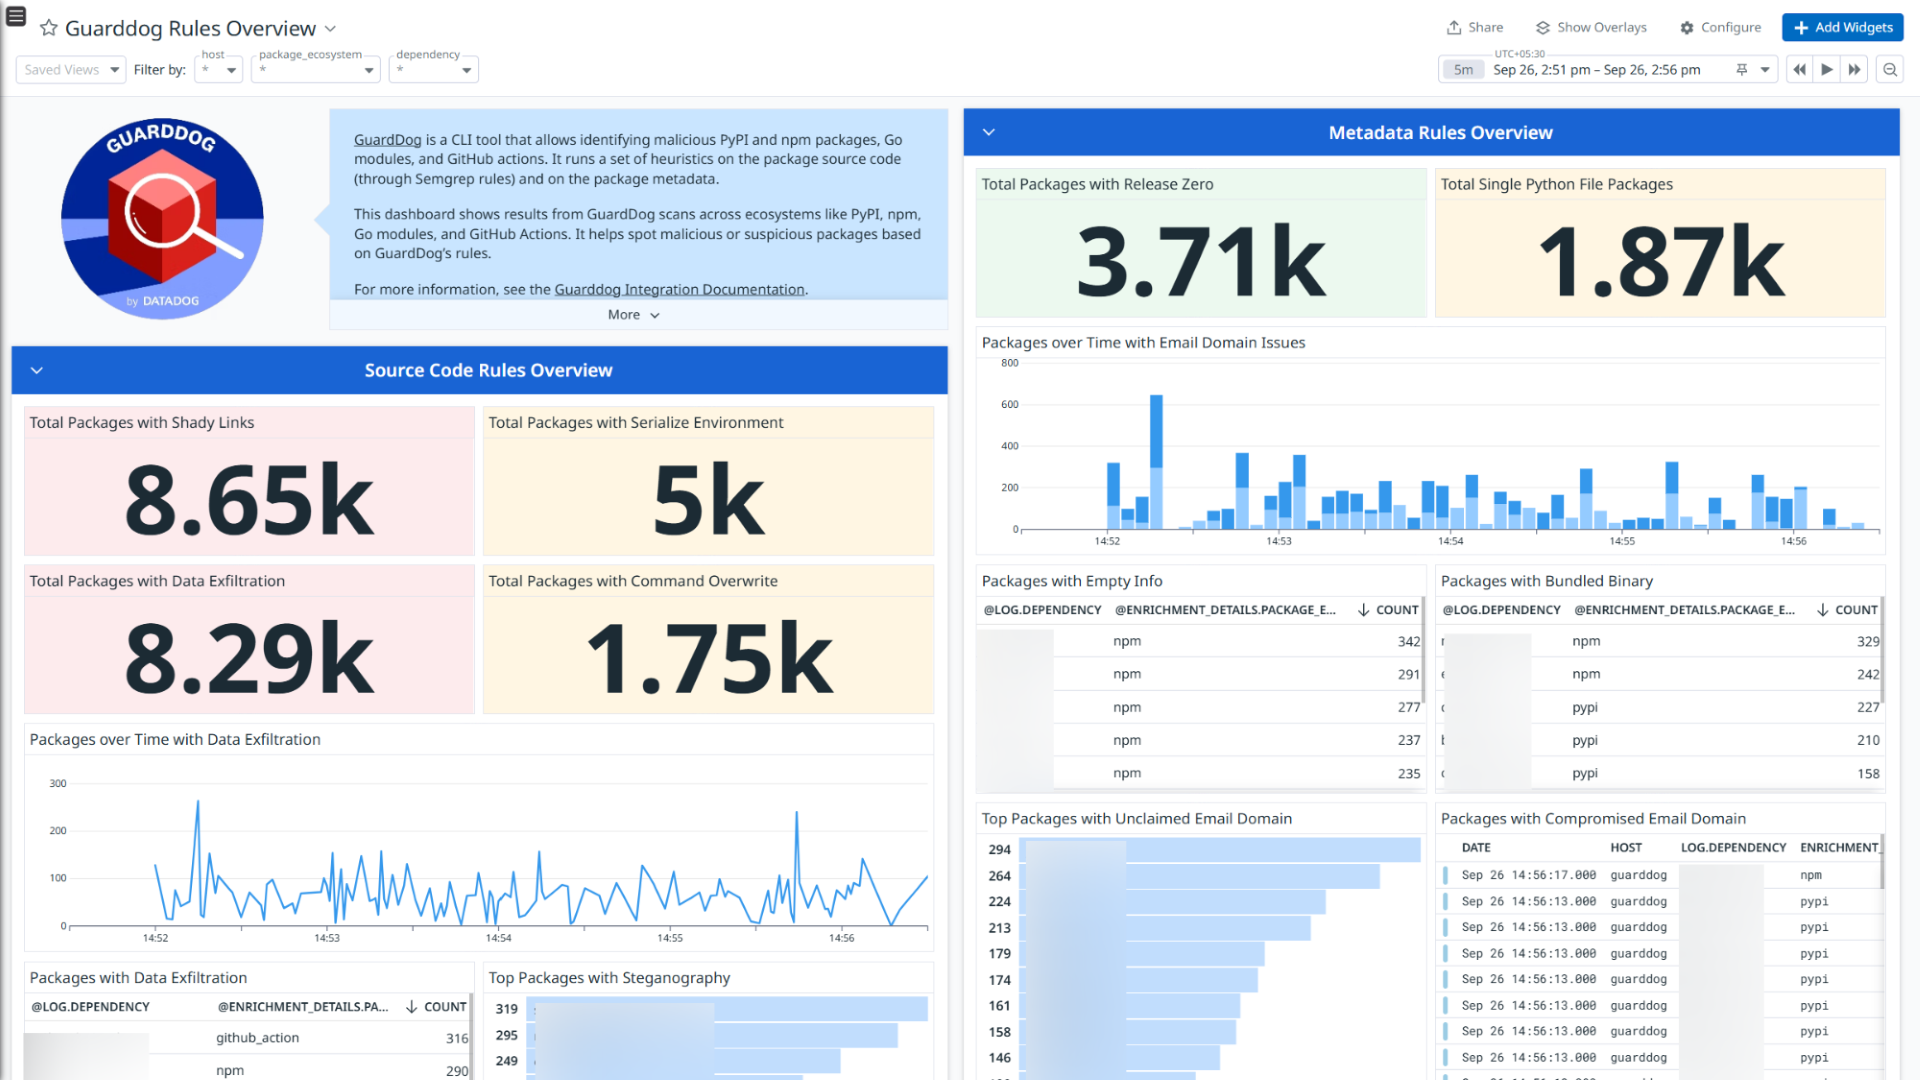 Guarddog Rules Overview
Share
Show Overlays
Configure
Add Widgets
Saved Views
Filter by:
host
*
package_ecosystem
*
dependency
*
UTC+05:30
5m
Sep 26, 2:51 pm – Sep 26, 2:56 pm
GUARDDOG
by DATADOG
GuardDog is a CLI tool that allows identifying malicious PyPI and npm packages, Go
modules, and GitHub actions. It runs a set of heuristics on the package source code
(through Semgrep rules) and on the package metadata.
This dashboard shows results from GuardDog scans across ecosystems like PyPI, npm,
Go modules, and GitHub Actions. It helps spot malicious or suspicious packages based
on GuardDog's rules.
For more information, see the Guarddog Integration Documentation.
More
Source Code Rules Overview
Total Packages with Shady Links
8.65k
Total Packages with Serialize Environment
5k
Total Packages with Data Exfiltration
8.29k
Total Packages with Command Overwrite
1.75k
Packages over Time with Data Exfiltration
300
200
100
0
14:52
14:53
14:54
14:55
14:56
Packages with Data Exfiltration
@LOG.DEPENDENCY @ENRICHMENT_DETAILS.PA... COUNT
github_action 316
npm 290
Top Packages with Steganography
319
295
249
Metadata Rules Overview
Total Packages with Release Zero
3.71k
Total Single Python File Packages
1.87k
Packages over Time with Email Domain Issues
800
600
400
200
0
14:52
14:53
14:54
14:55
14:56
Packages with Empty Info
@LOG.DEPENDENCY @ENRICHMENT_DETAILS.PACKAGE_E... COUNT
npm 342
npm 291
npm 277
npm 237
npm 235
Packages with Bundled Binary
@LOG.DEPENDENCY @ENRICHMENT_DETAILS.PACKAGE_E... COUNT
npm 329
npm 242
pypi 227
pypi 210
pypi 158
Top Packages with Unclaimed Email Domain
294
264
224
213
179
174
161
158
146
Packages with Compromised Email Domain
DATE HOST LOG.DEPENDENCY ENRICHMENT_
Sep 26 14:56:17.000 guarddog npm
Sep 26 14:56:13.000 guarddog pypi
Sep 26 14:56:13.000 guarddog pypi
Sep 26 14:56:13.000 guarddog pypi
Sep 26 14:56:13.000 guarddog pypi
Sep 26 14:56:13.000 guarddog pypi
Sep 26 14:56:13.000 guarddog pypi
Sep 26 14:56:13.000 guarddog pypi